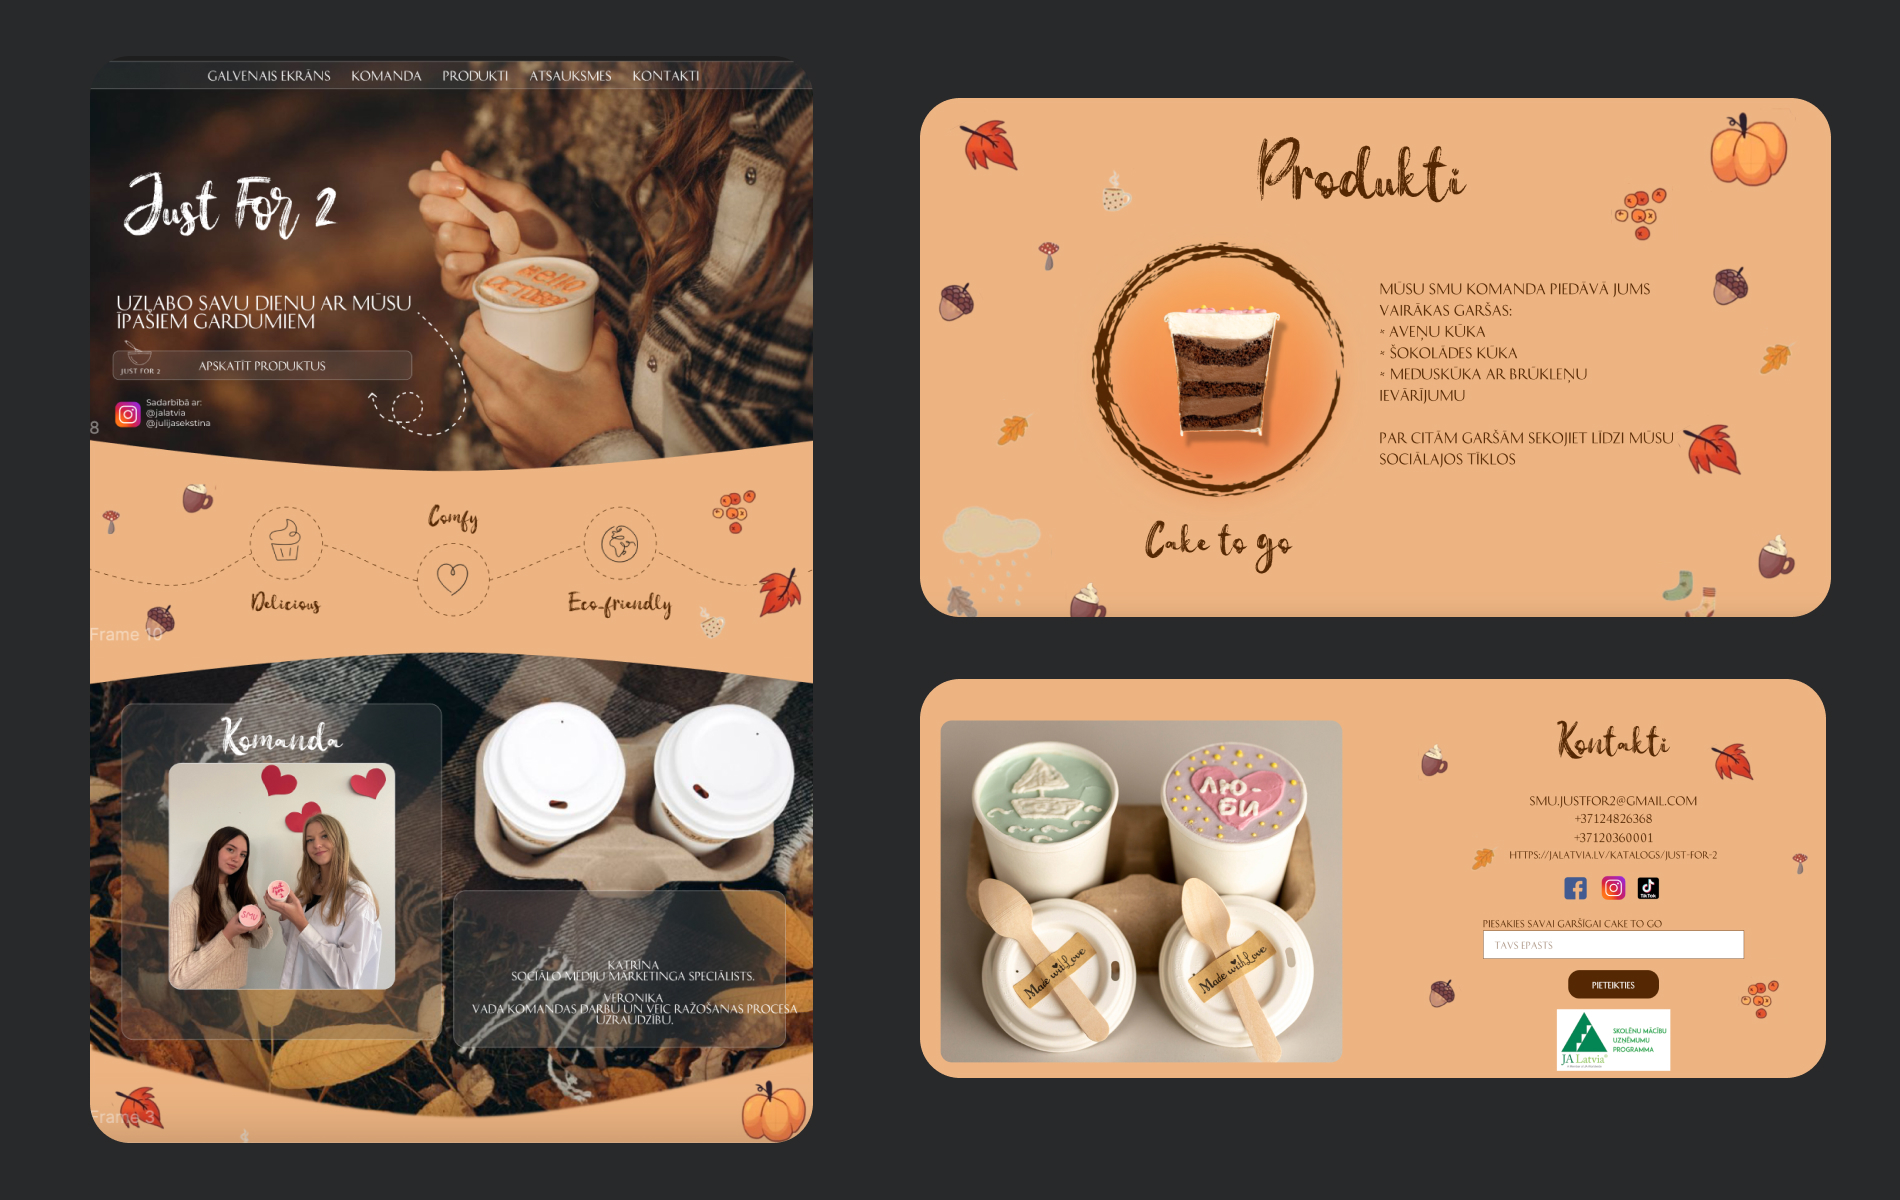 GALVENAIS EKRĀNS KOMANDA PRODUKTI ATSAUKSMES KONTAKTI
Just For 2
HELLO
OCTOBER
UZLABO SAVU DIENU AR MŪSU
ĪPAŠIEM GARDUMIEM
JUST FOR 2
APSKATĪT PRODUKTUS
Sadarbībā ar:
@jalatvia
@julijasekstina
8
Comfy
Delicious
Eco-friendly
Frame 10
Komanda
SMU
KATRĪNA
SOCIĀLO MEDIJU MĀRKETINGA SPECIĀLISTS.
VERONIKA
VADA KOMANDAS DARBU UN VEIC RAŽOŠANAS PROCESA
UZRAUDZĪBU.
Frame 3
Produkti
MŪSU SMU KOMANDA PIEDĀVĀ JUMS
VAIRĀKAS GARŠAS:
* AVEŅU KŪKA
* ŠOKOLĀDES KŪKA
* MEDUSKŪKA AR BRŪKLEŅU
IEVĀRĪJUMU
PAR CITĀM GARŠĀM SEKOJIET LĪDZI MŪSU
SOCIĀLAJOS TĪKLOS
Cake to go
ЛЮ-
БИ
Made with Love
Made with Love
Kontakti
SMU.JUSTFOR2@GMAIL.COM
+37124826368
+37120360001
HTTPS://JALATVIA.LV/KATALOGS/JUST-FOR-2
TikTok
PIESAKIES SAVAI GARŠĪGAI CAKE TO GO
TAVS EPASTS
PIETEIKTIES
SKOLĒNU MĀCĪBU
UZŅĒMUMU
PROGRAMMA
JA Latvia®